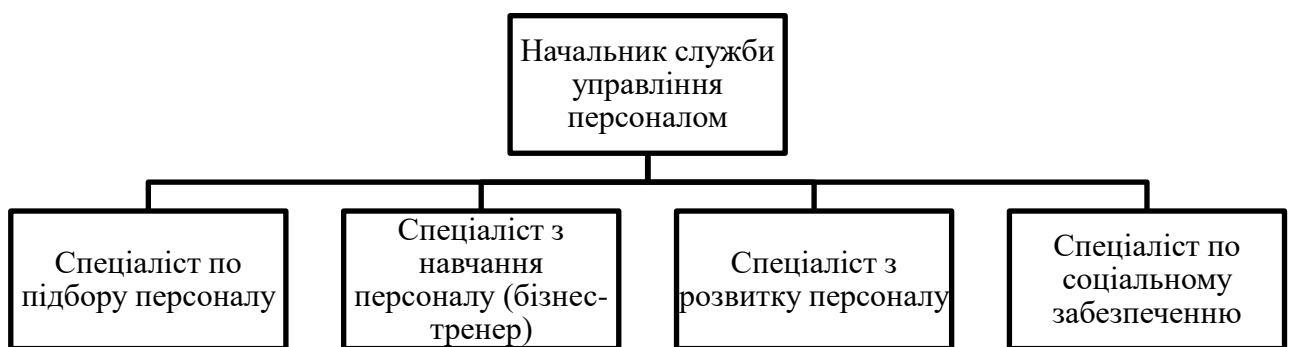 Начальник служби
управління
персоналом
Спеціаліст по
підбору персоналу
Спеціаліст з
навчання
персоналу (бізнес-
тренер)
Спеціаліст з
розвитку персоналу
Спеціаліст по
соціальному
забезпеченню